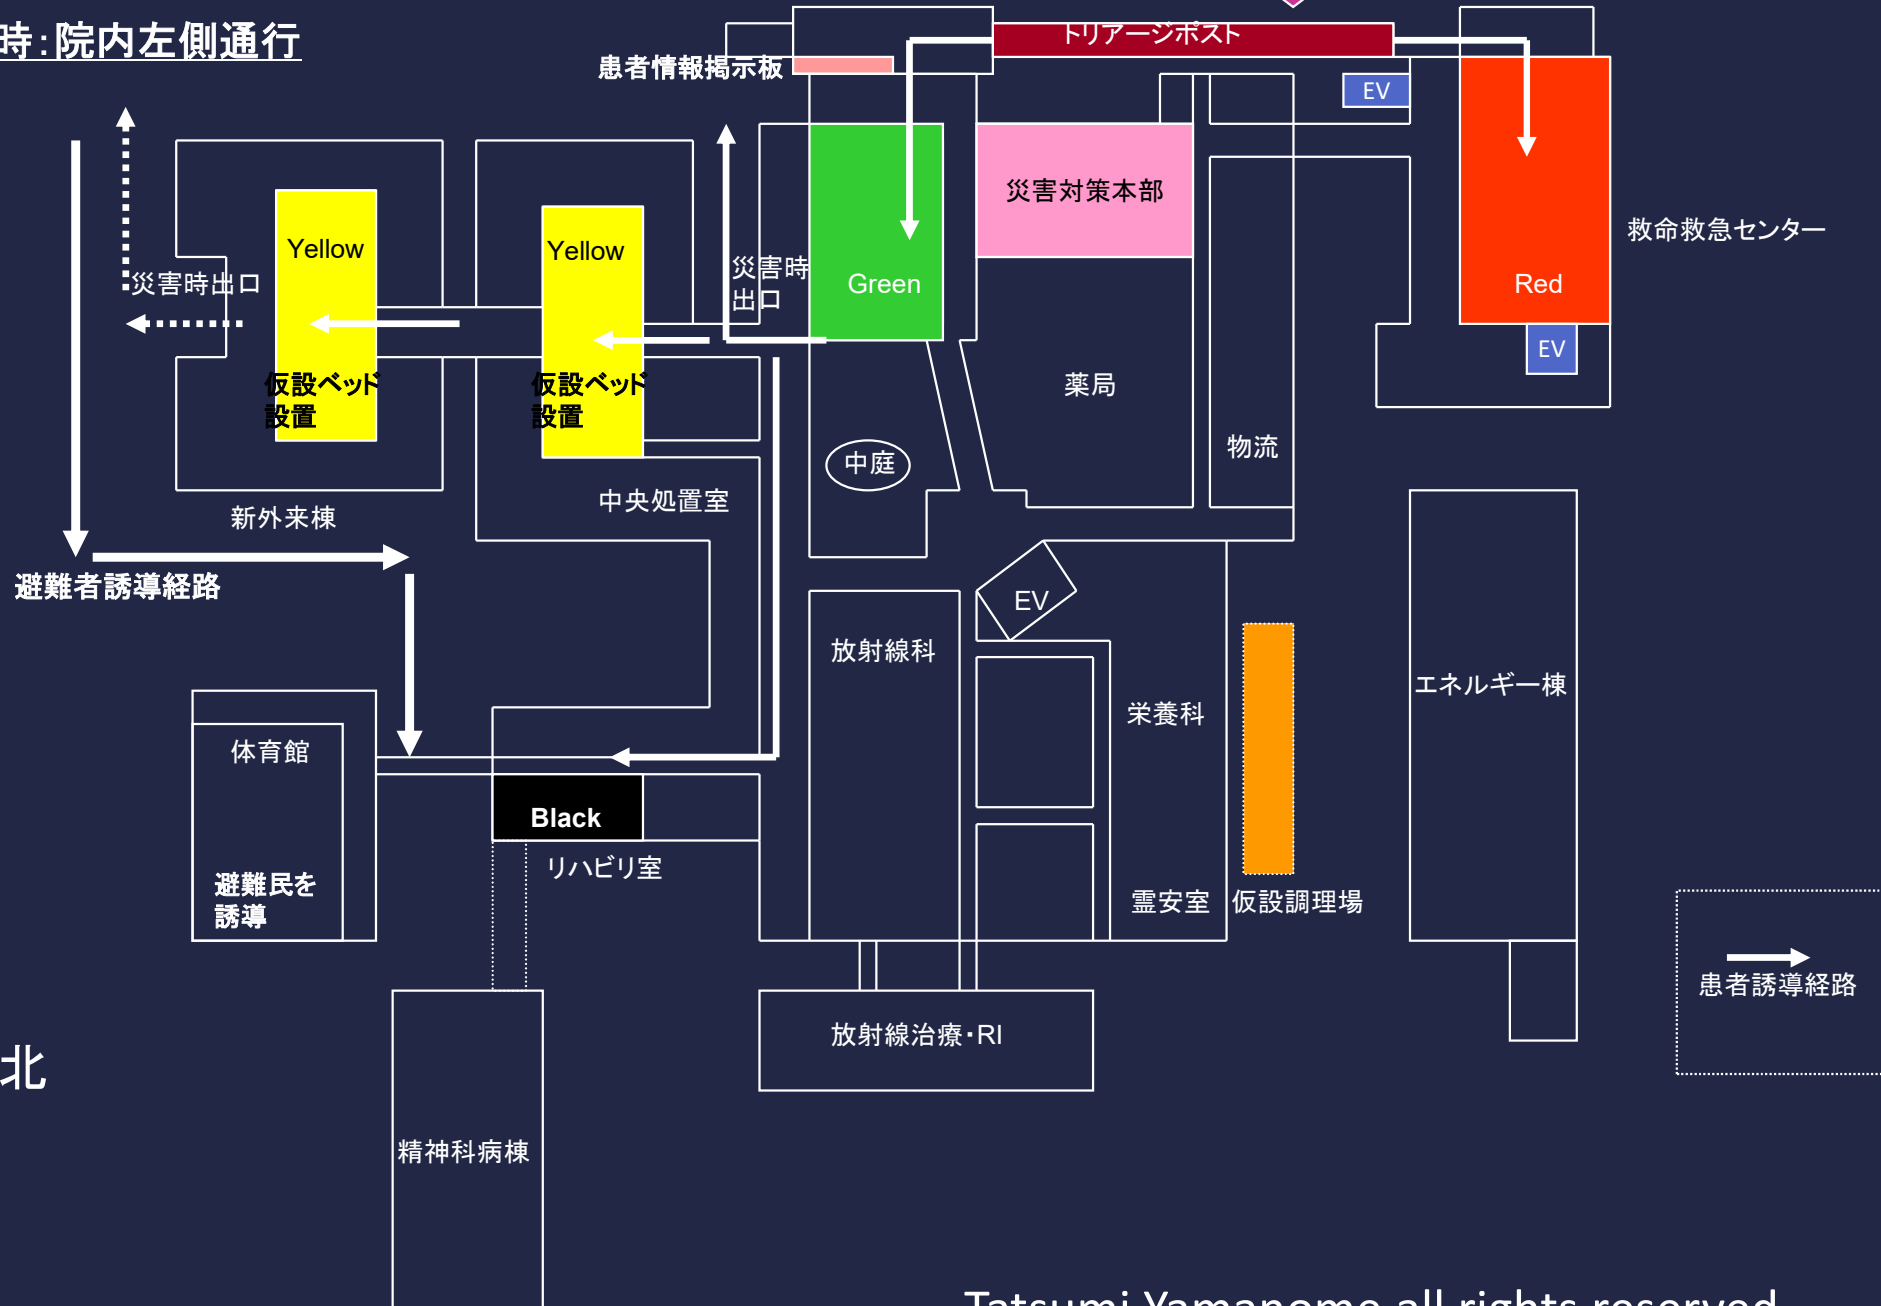 時:院内左側通行
トリアージポスト
患者情報掲示板
EV
災害対策本部
救命救急センター
Yellow
Yellow
災害時
出口
災害時出口
Green
Red
EV
仮設ベッド
設置
仮設ベッド
設置
薬局
物流
中庭
中央処置室
新外来棟
避難者誘導経路
EV
放射線科
エネルギー棟
栄養科
体育館
Black
リハビリ室
避難民を
誘導
霊安室
仮設調理場
患者誘導経路
放射線治療・RI
北
精神科病棟
Tatsumi Yamanome all rights reserved